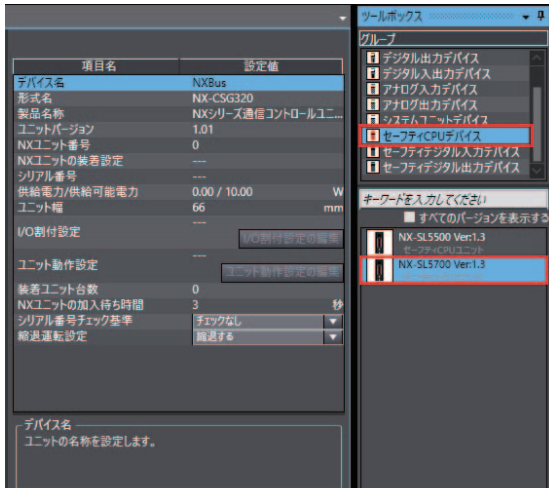 項目名 設定値
デバイス名 NXBus
形式名 NX-CSG320
製品名称 NXシリーズ通信コントロールユニ...
ユニットバージョン 1.01
NXユニット番号 0
NXユニットの装着設定 ---
シリアル番号 ---
供給電力/供給可能電力 0.00 / 10.00 W
ユニット幅 66 mm
I/O割付設定 ---
I/O割付設定の編集
ユニット動作設定 ---
ユニット動作設定の編集
装着ユニット台数 0
NXユニットの加入待ち時間 3 秒
シリアル番号チェック基準 チェックなし
縮退運転設定 縮退する
デバイス名
ユニットの名称を設定します。
ツールボックス
グループ
デジタル出力デバイス
デジタル入出力デバイス
アナログ入力デバイス
アナログ出力デバイス
システムユニットデバイス
セーフティCPUデバイス
セーフティデジタル入力デバイス
セーフティデジタル出力デバイス
キーワードを入力してください
すべてのバージョンを表示する
NX-SL5500 Ver:1.3
セーフティCPUユニット
NX-SL5700 Ver:1.3